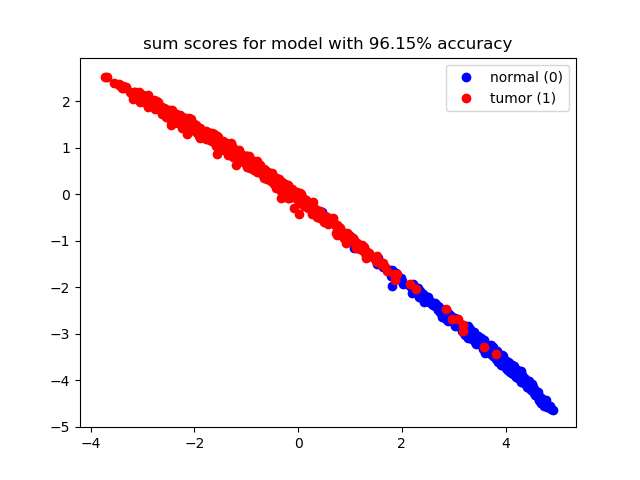 sum scores for model with 96.15% accuracy
normal (0)
tumor (1)
2
1
0
−1
−2
−3
−4
−5
−4 −2 0 2 4